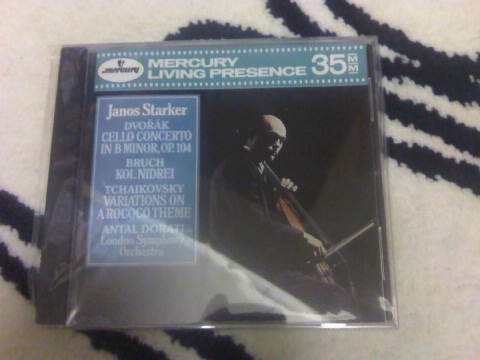 mercury
MERCURY
LIVING PRESENCE
35 MM
Janos Starker
DVOŘÁK
CELLO CONCERTO
IN B MINOR, OP. 104
BRUCH
KOL NIDREI
TCHAIKOVSKY
VARIATIONS ON
A ROCOCO THEME
ANTAL DORATI
London Symphony
Orchestra